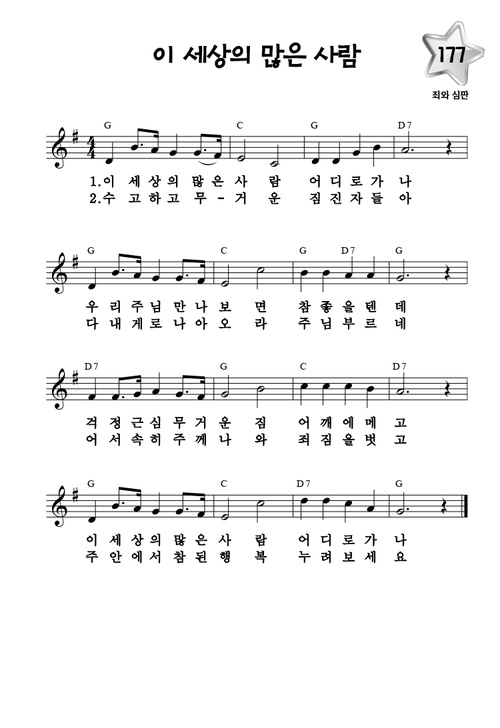 이 세상의 많은 사람
177
죄와 심판
G C G D7
1.이 세 상 의 많 은 사 람 어 디 로 가 나
2.수 고 하 고 무 - 거 운 짐 진 자 들 아
G C G D7 G
우 리 주 님 만 나 보 면 참 좋 을 텐 데
다 내 게 로 나 아 오 라 주 님 부 르 네
D7 G C D7
걱 정 근 심 무 거 운 짐 어 깨 에 메 고
어 서 속 히 주 께 나 와 죄 짐 을 벗 고
G C D7 G
이 세 상 의 많 은 사 람 어 디 로 가 나
주 안 에 서 참 된 행 복 누 려 보 세 요